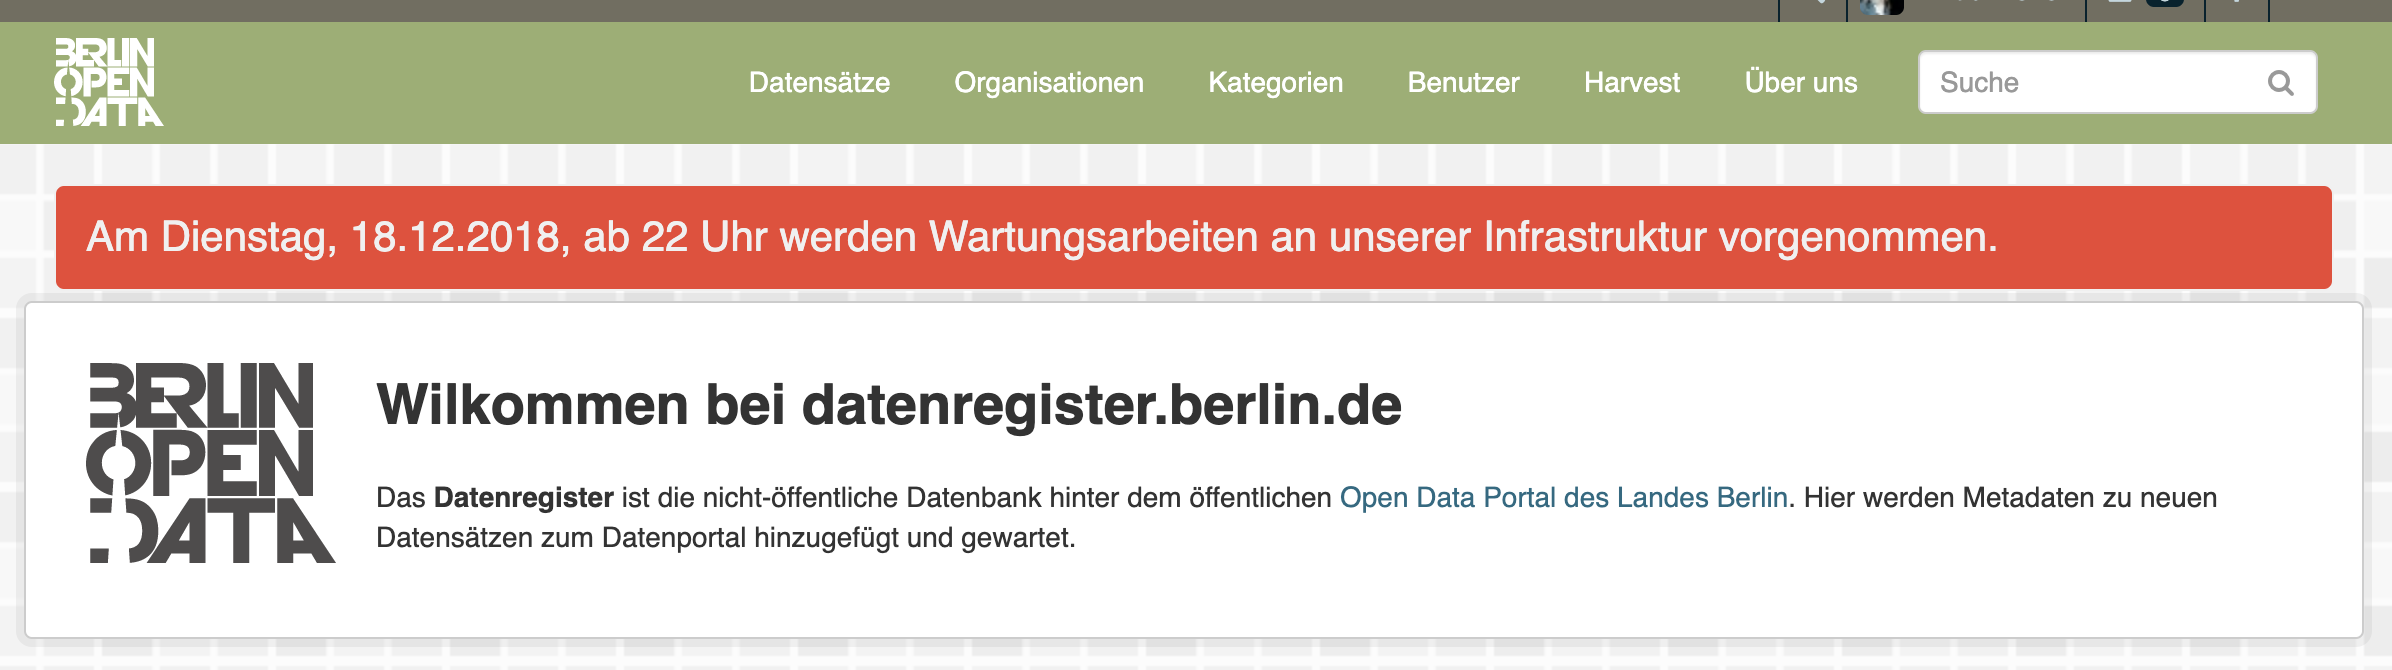 BERLIN
OPEN
DATA
Datensätze Organisationen Kategorien Benutzer Harvest Über uns Suche
Am Dienstag, 18.12.2018, ab 22 Uhr werden Wartungsarbeiten an unserer Infrastruktur vorgenommen.
BERLIN
OPEN
DATA
Wilkommen bei datenregister.berlin.de
Das Datenregister ist die nicht-öffentliche Datenbank hinter dem öffentlichen Open Data Portal des Landes Berlin. Hier werden Metadaten zu neuen
Datensätzen zum Datenportal hinzugefügt und gewartet.